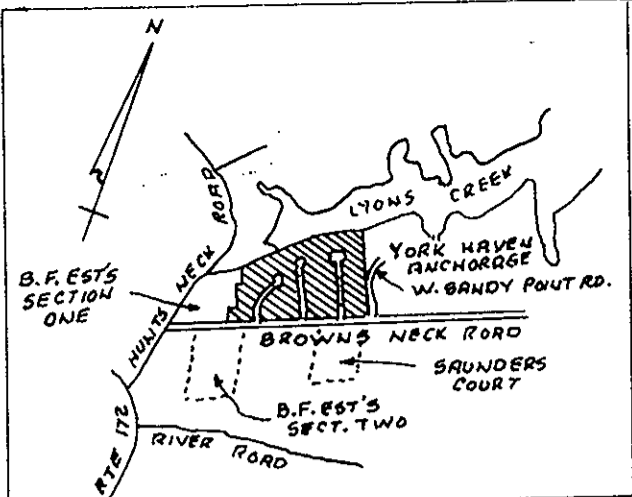 N
HUNTS NECK ROAD
LYONS CREEK
YORK HAVEN
ANCHORAGE
W. SANDY POINT RD.
B.F. EST'S
SECTION
ONE
BROWNS NECK ROAD
SAUNDERS
COURT
B.F. EST'S
SECT. TWO
RTE 172
RIVER ROAD